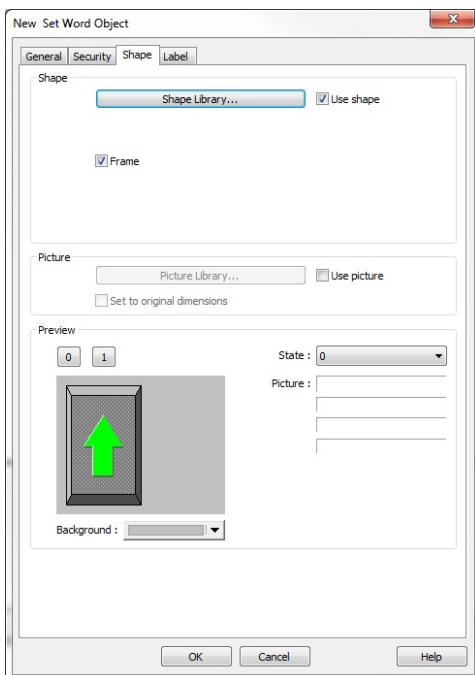 New  Set Word Object
General Security Shape Label
Shape
Shape Library... Use shape
Frame
Picture
Picture Library... Use picture
Set to original dimensions
Preview
0 1 State : 0
Picture :
Background :
OK Cancel Help